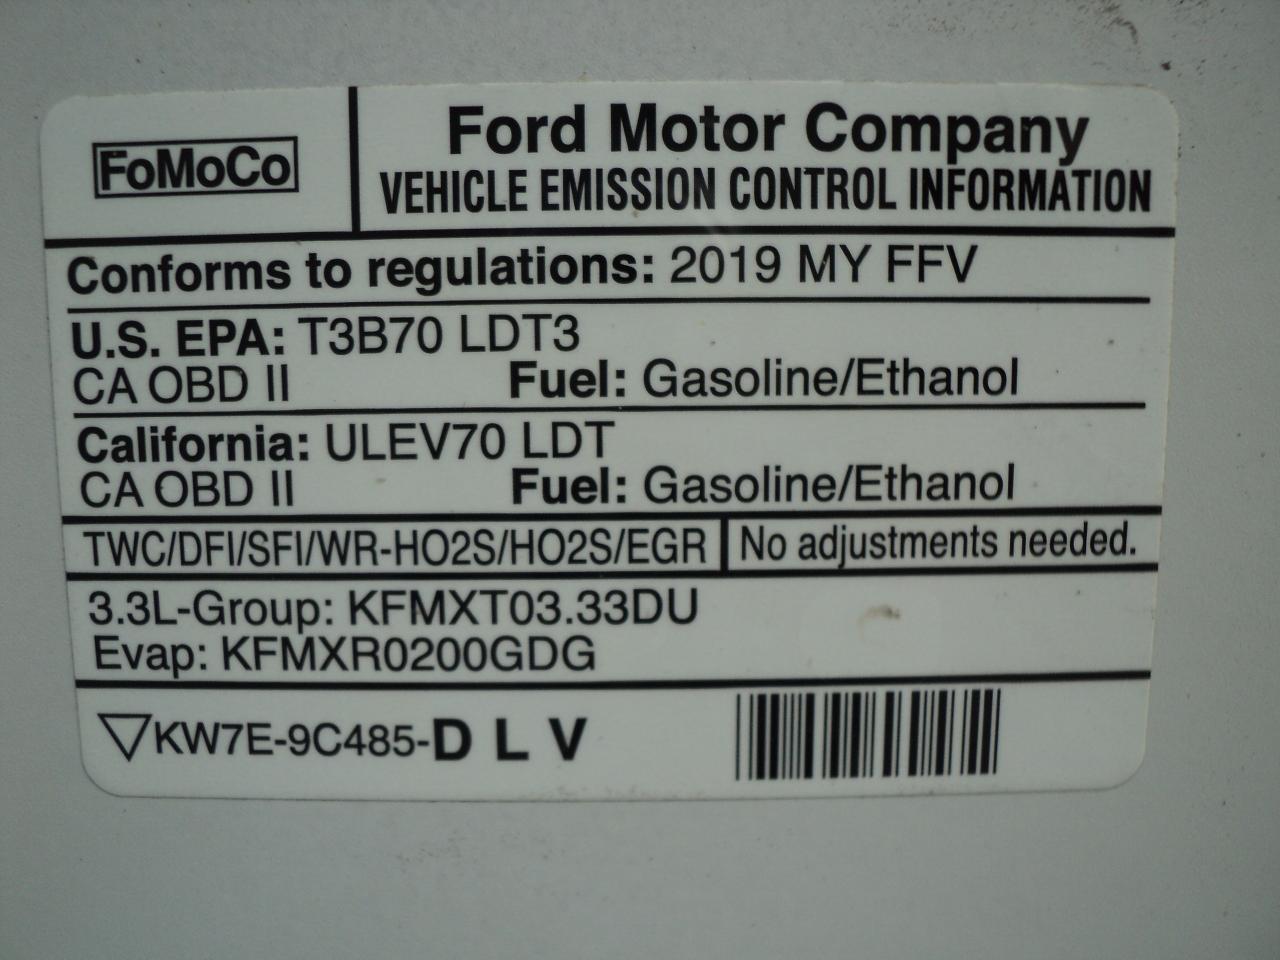 FoMoCo
Ford Motor Company
VEHICLE EMISSION CONTROL INFORMATION
Conforms to regulations: 2019 MY FFV
U.S. EPA: T3B70 LDT3
CA OBD II Fuel: Gasoline/Ethanol
California: ULEV70 LDT
CA OBD II Fuel: Gasoline/Ethanol
TWC/DFI/SFI/WR-HO2S/HO2S/EGR No adjustments needed.
3.3L-Group: KFMXT03.33DU
Evap: KFMXR0200GDG
KW7E-9C485-D L V